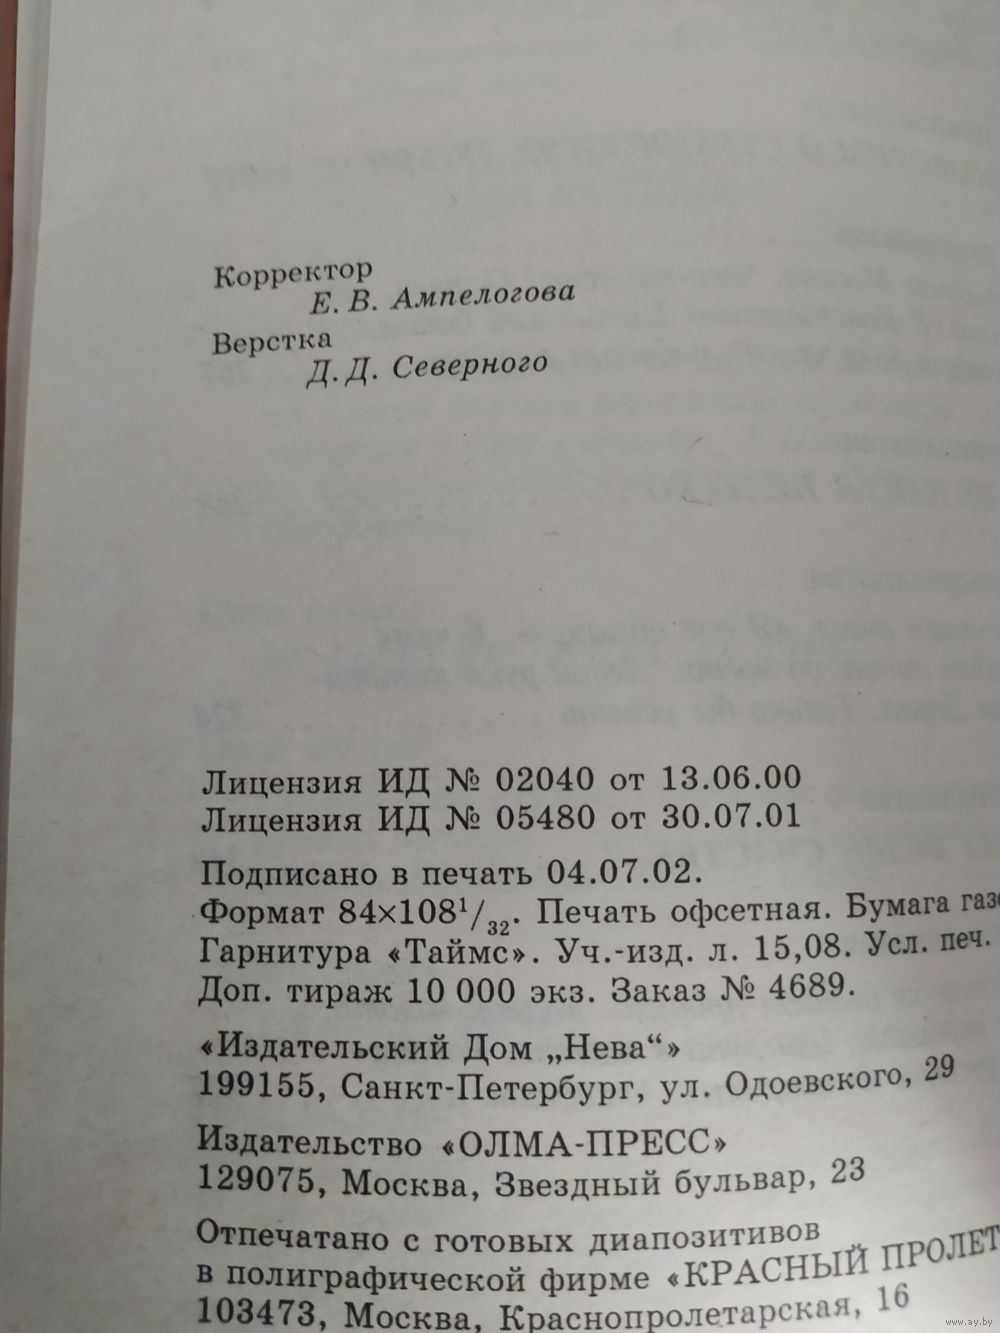 Корректор
Е. В. Ампелогова
Верстка
Д. Д. Северного
Лицензия ИД № 02040 от 13.06.00
Лицензия ИД № 05480 от 30.07.01
Подписано в печать 04.07.02.
Формат 84×108¹/₃₂. Печать офсетная. Бумага
Гарнитура «Таймс». Уч.-изд. л. 15,08. Усл. печ.
Доп. тираж 10 000 экз. Заказ № 4689.
«Издательский Дом „Нева“»
199155, Санкт-Петербург, ул. Одоевского, 29
Издательство «ОЛМА-ПРЕСС»
129075, Москва, Звездный бульвар, 23
Отпечатано с готовых диапозитивов
в полиграфической фирме «КРАСНЫЙ ПРОЛЕТ
103473, Москва, Краснопролетарская, 16
www.ay.by